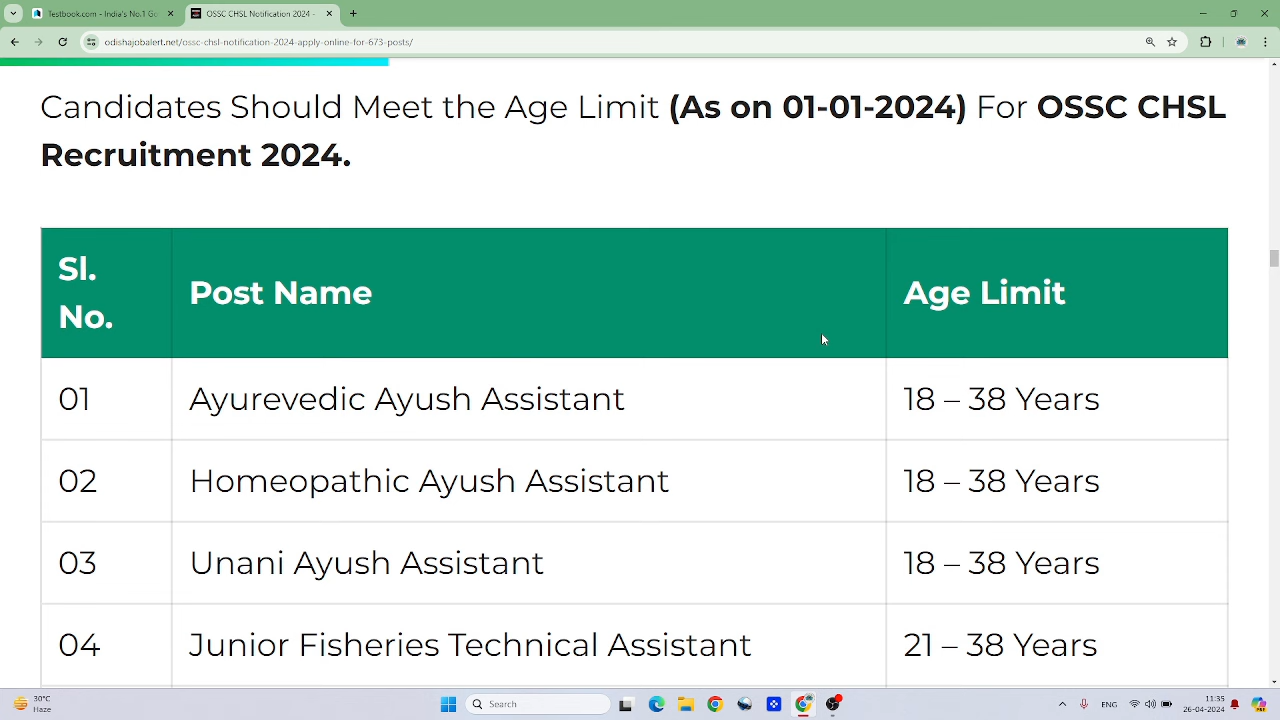 Testbook.com - India's No.1 Go
OSSC CHSL Notification 2024 -
odishajobalert.net/ossc-chsl-notification-2024-apply-online-for-673-posts/
Candidates Should Meet the Age Limit (As on 01-01-2024) For OSSC CHSL
Recruitment 2024.
Sl. No. Post Name Age Limit
01 Ayurevedic Ayush Assistant 18 – 38 Years
02 Homeopathic Ayush Assistant 18 – 38 Years
03 Unani Ayush Assistant 18 – 38 Years
04 Junior Fisheries Technical Assistant 21 – 38 Years
30°C
Haze
Search
ENG
11:35
26-04-2024